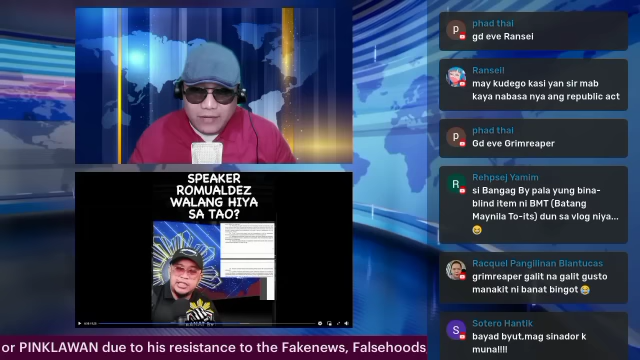 SPEAKER
ROMUALDEZ
WALANG HIYA
SA TAO?
or PINKLAWAN due to his resistance to the Fakenews, Falsehoods
p
phad thai
gd eve Ransei
Ransell
may kudego kasi yan sir mab
kaya nabasa nya ang republic act
p
phad thai
Gd eve Grimreaper
R
Rehpsej Yamim
si Bangag By pala yung bina-
blind item ni BMT (Batang
Maynila To-its) dun sa vlog niya...
😂
Racquel Pangilinan Blantucas
grimreaper galit na galit gusto
manakit ni banat bingot 😂
S
Sotero Hantik
bayad byut,mag sinador k
muna!!!!